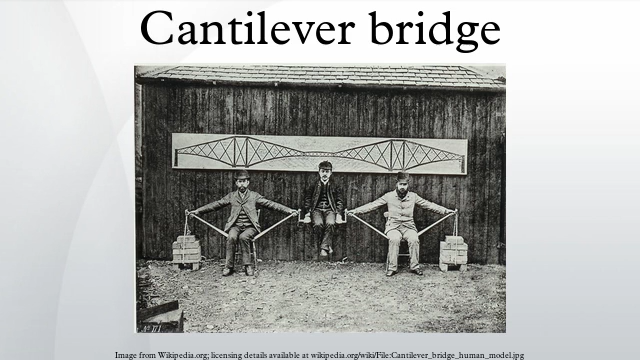 Cantilever bridge
Image from Wikipedia.org; licensing details available at wikipedia.org/wiki/File:Cantilever_bridge_human_model.jpg